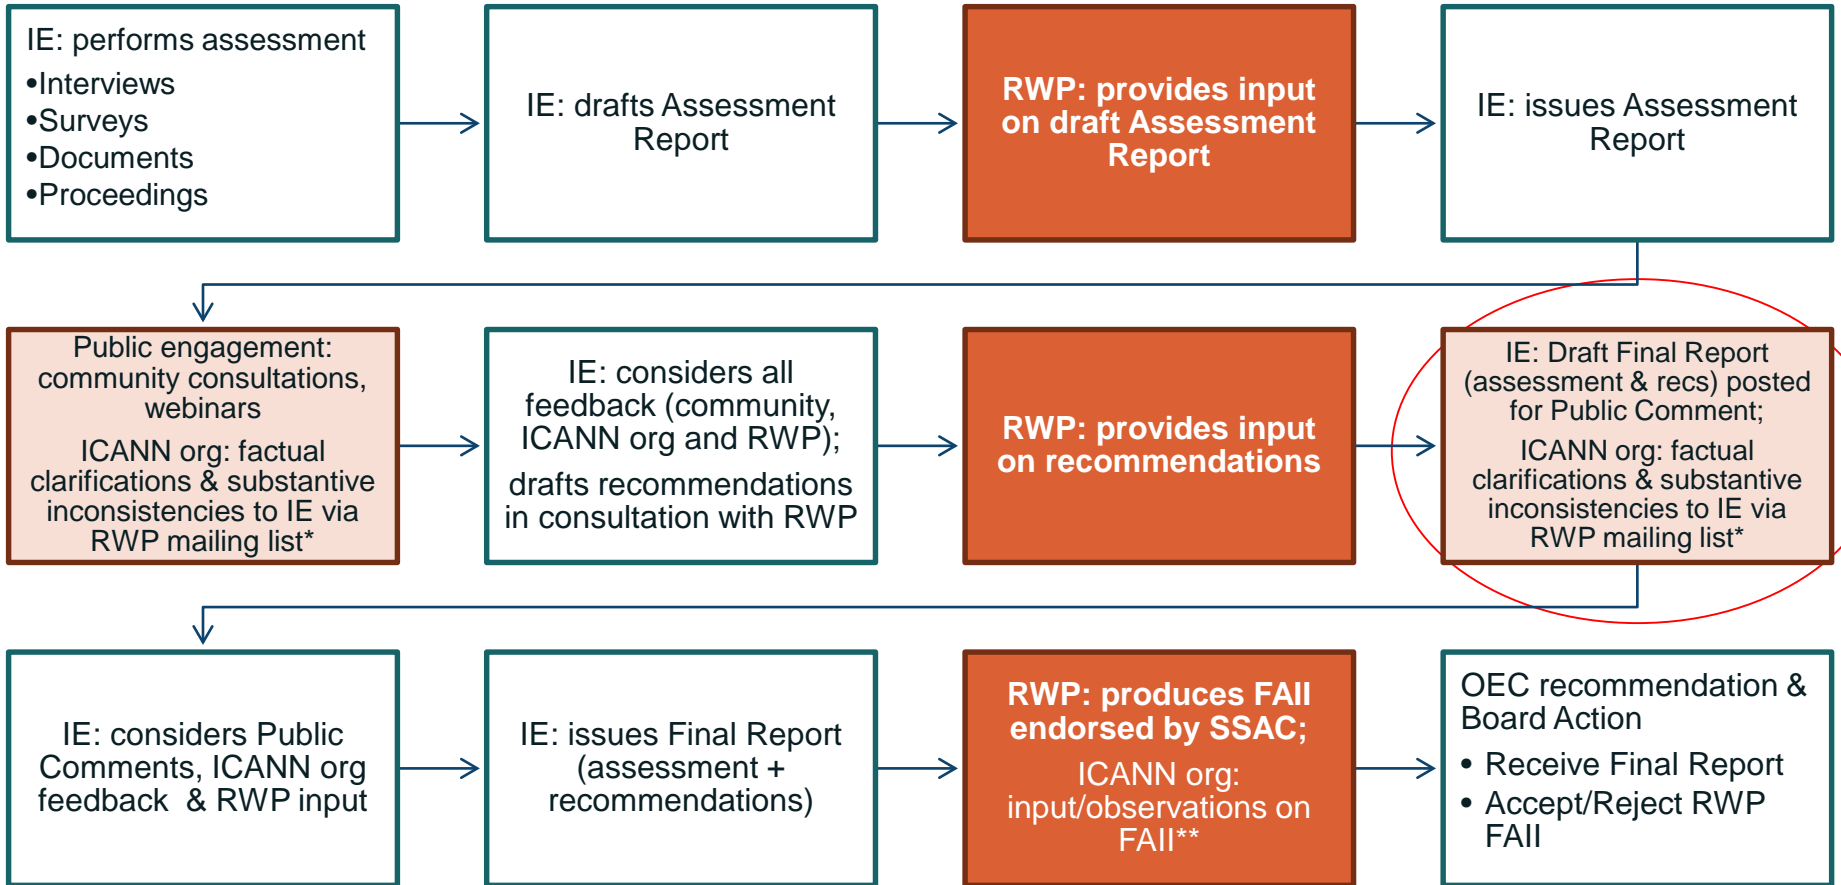 IE: performs assessment
•Interviews
•Surveys
•Documents
•Proceedings
IE: drafts Assessment
Report
RWP: provides input
on draft Assessment
Report
IE: issues Assessment
Report
Public engagement:
community consultations,
webinars
ICANN org: factual
clarifications & substantive
inconsistencies to IE via
RWP mailing list*
IE: considers all
feedback (community,
ICANN org and RWP);
drafts recommendations
in consultation with RWP
RWP: provides input
on recommendations
IE: Draft Final Report
(assessment & recs) posted
for Public Comment;
ICANN org: factual
clarifications & substantive
inconsistencies to IE via
RWP mailing list*
IE: considers Public
Comments, ICANN org
feedback & RWP input
IE: issues Final Report
(assessment +
recommendations)
RWP: produces FAII
endorsed by SSAC;
ICANN org:
input/observations on
FAII**
OEC recommendation &
Board Action
• Receive Final Report
• Accept/Reject RWP
FAII